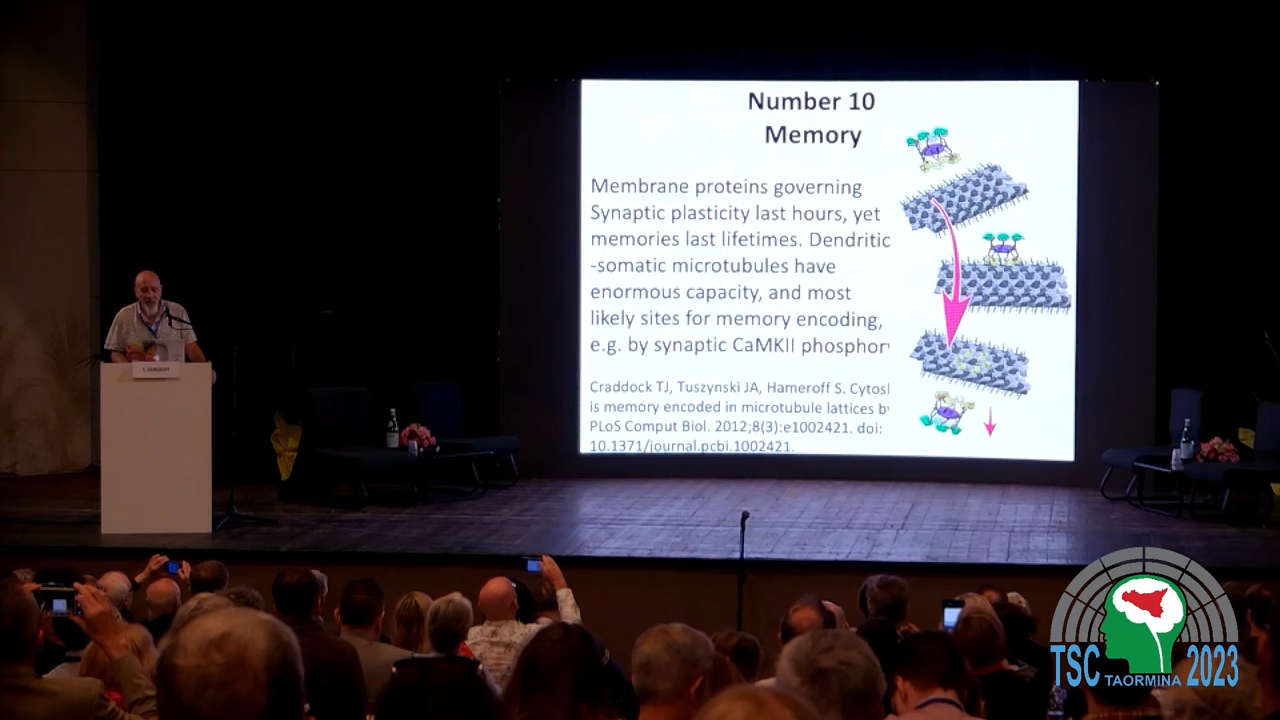 Number 10
Memory
Membrane proteins governing
Synaptic plasticity last hours, yet
memories last lifetimes. Dendritic
-somatic microtubules have
enormous capacity, and most
likely sites for memory encoding,
e.g. by synaptic CaMKII phosphor
Craddock TJ, Tuszynski JA, Hameroff S. Cytosl
is memory encoded in microtubule lattices by
PLoS Comput Biol. 2012;8(3):e1002421. doi:
10.1371/journal.pcbi.1002421.
S. HAMEROFF
TSC TAORMINA 2023